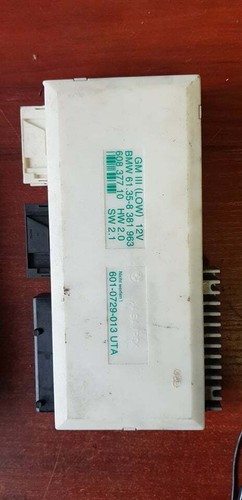 GM III (LOW) 12V
BMW 61.35-8 381 963
608 377 10 HW 2.0
SW 2.1
601-0729-013 UTA